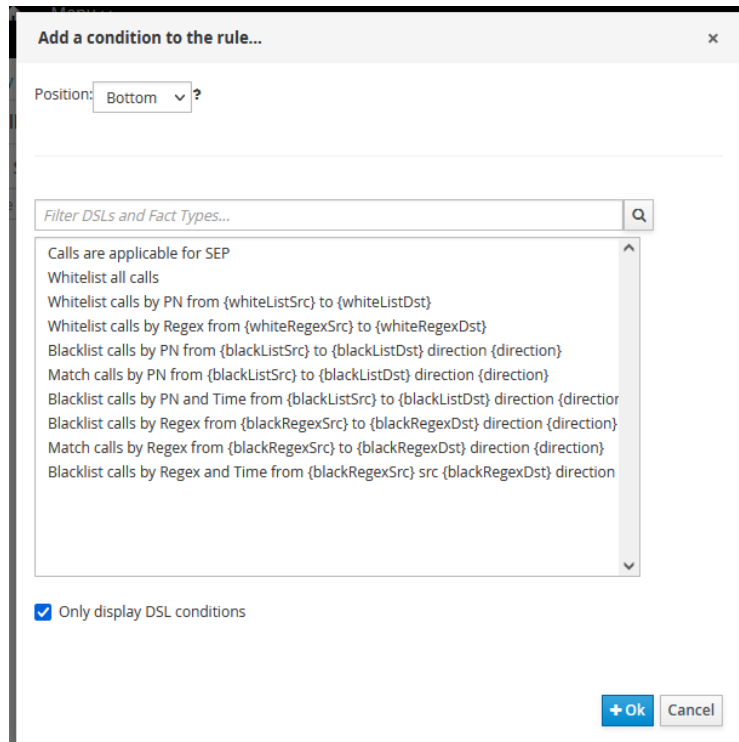 Add a condition to the rule...
×
Position: Bottom ?
Filter DSLs and Fact Types...
Calls are applicable for SEP
Whitelist all calls
Whitelist calls by PN from {whiteListSrc} to {whiteListDst}
Whitelist calls by Regex from {whiteRegexSrc} to {whiteRegexDst}
Blacklist calls by PN from {blackListSrc} to {blackListDst} direction {direction}
Match calls by PN from {blackListSrc} to {blackListDst} direction {direction}
Blacklist calls by PN and Time from {blackListSrc} to {blackListDst} direction {direction
Blacklist calls by Regex from {blackRegexSrc} to {blackRegexDst} direction {direction}
Match calls by Regex from {blackRegexSrc} to {blackRegexDst} direction {direction}
Blacklist calls by Regex and Time from {blackRegexSrc} src {blackRegexDst} direction
Only display DSL conditions
+ Ok Cancel